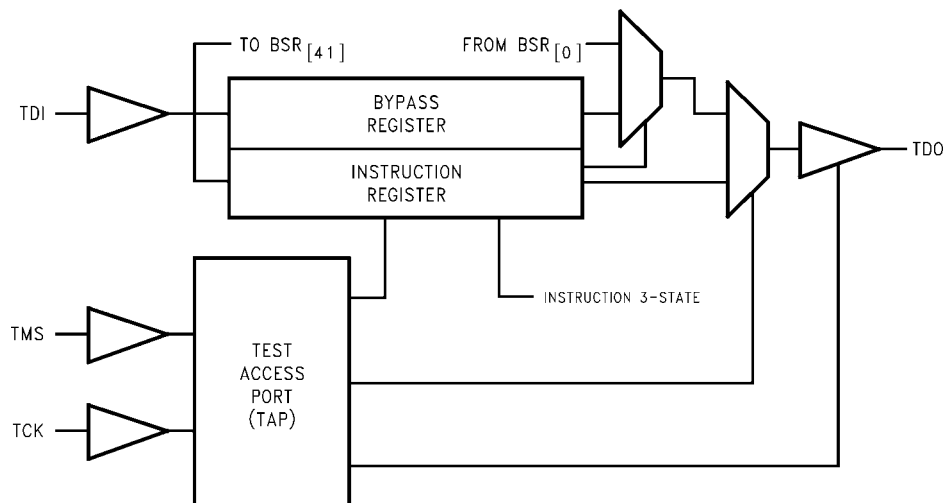 TO BSR[41]
FROM BSR[0]
TDI
BYPASS
REGISTER
INSTRUCTION
REGISTER
TDO
INSTRUCTION 3-STATE
TMS
TCK
TEST
ACCESS
PORT
(TAP)